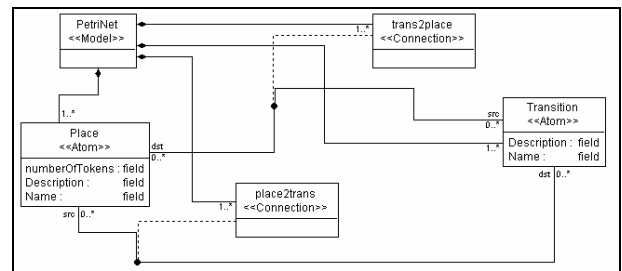 PetriNet
<<Model>>
trans2place
<<Connection>>
1..*
1..*
src
0..*
Transition
<<Atom>>
Description : field
Name : field
1..*
dst 0..*
Place
<<Atom>>
numberOfTokens : field
Description : field
Name : field
dst
0..*
src 0..*
place2trans
<<Connection>>
1..*